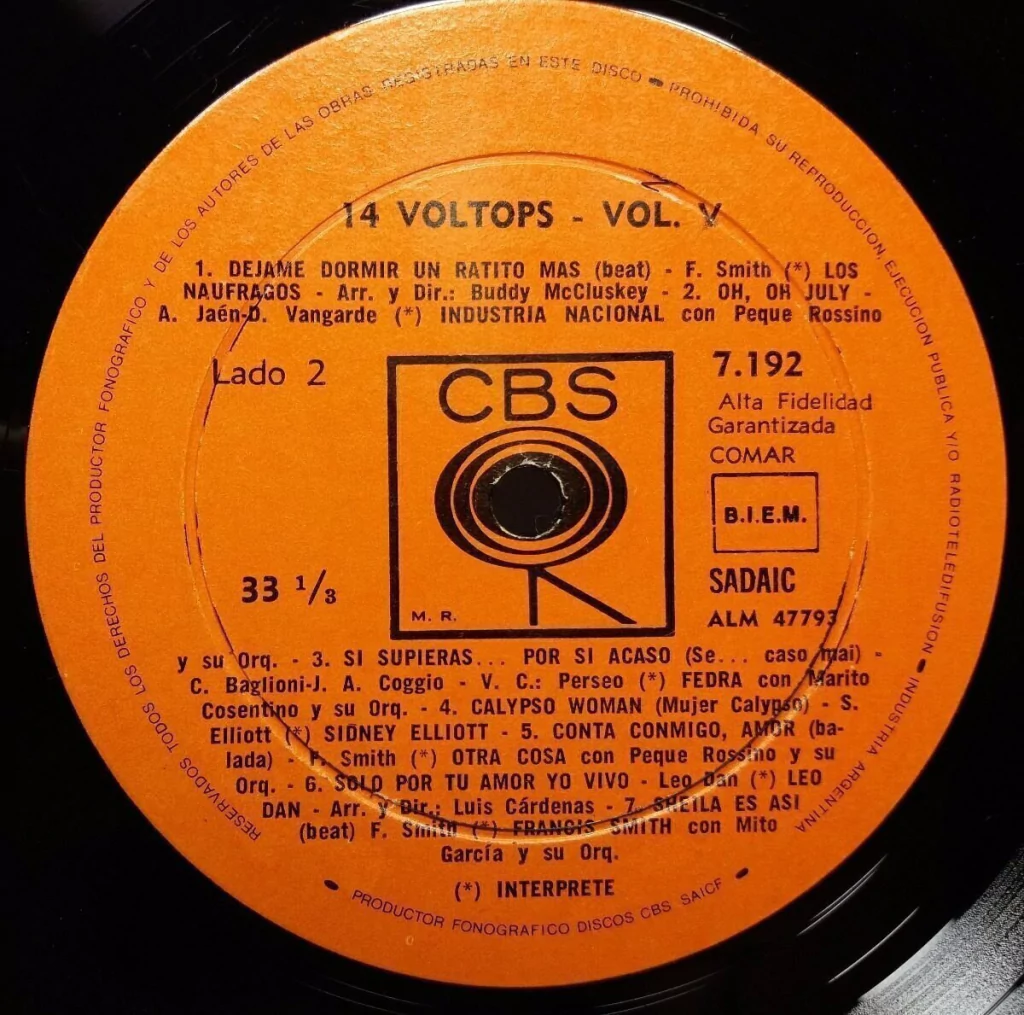 RESERVADOS TODOS LOS DERECHOS DEL PRODUCTOR FONOGRAFICO Y DE LOS AUTORES DE LAS OBRAS REGISTRADAS EN ESTE DISCO • PROHIBIDA SU REPRODUCCION, EJECUCION PUBLICA Y/O RADIOTELEDIFUSION • INDUSTRIA ARGENTINA
14 VOLTOPS - VOL. V
1. DEJAME DORMIR UN RATITO MAS (beat) - F. Smith (*) LOS
NAUFRAGOS - Arr. y Dir.: Buddy McCluskey - 2. OH, OH JULY -
A. Jaén-D. Vangarde (*) INDUSTRIA NACIONAL con Peque Rossino
Lado 2
CBS
7.192
Alta Fidelidad
Garantizada
COMAR
B.I.E.M.
33 1/3
M. R.
SADAIC
ALM 47793
y su Orq. - 3. SI SUPIERAS... POR SI ACASO (Se... caso mai) -
C. Baglioni-J. A. Coggio - V. C.: Perseo (*) FEDRA con Marito
Cosentino y su Orq. - 4. CALYPSO WOMAN (Mujer Calypso) - S.
Elliott (*) SIDNEY ELLIOTT - 5. CONTA CONMIGO, AMOR (ba-
lada) - F. Smith (*) OTRA COSA con Peque Rossino y su
Orq. - 6. SOLO POR TU AMOR YO VIVO - Leo Dan (*) LEO
DAN - Arr. y Dir.: Luis Cárdenas - 7. SHEILA ES ASI
(beat) F. Smith (*) FRANCIS SMITH con Mito
García y su Orq.
(*) INTERPRETE
• PRODUCTOR FONOGRAFICO DISCOS CBS SAICF •